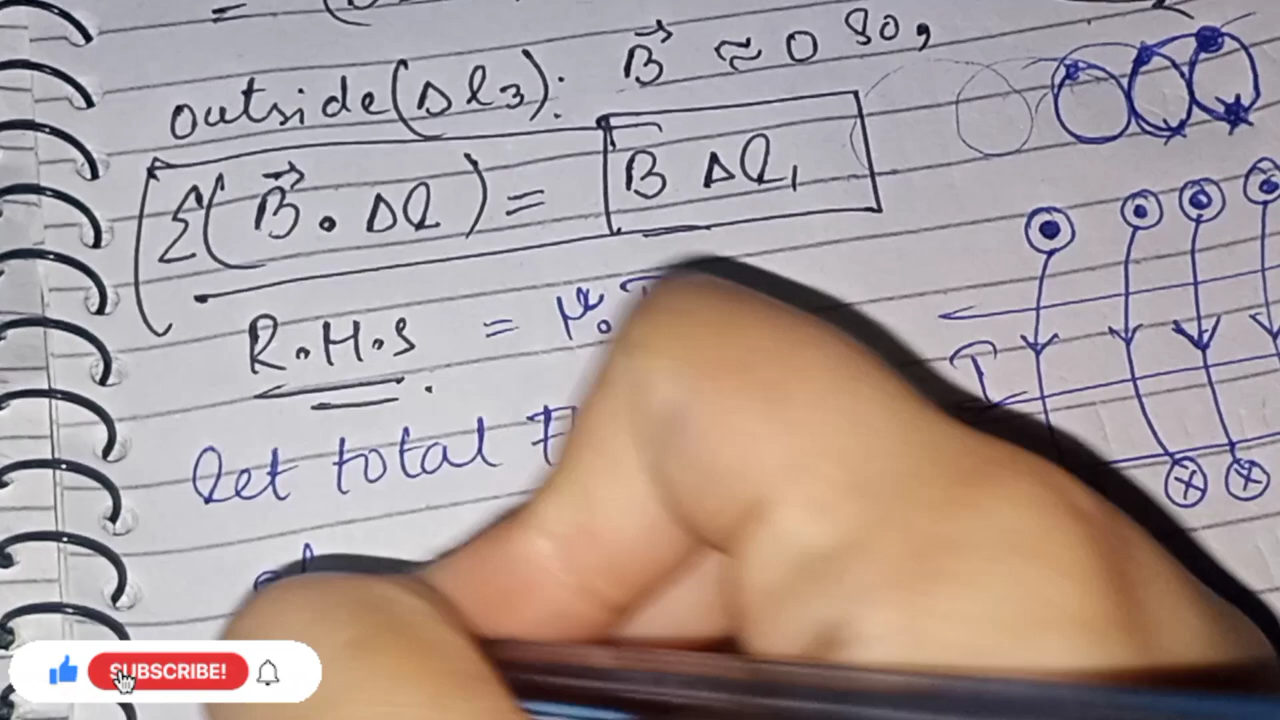 outside(Δl₃): B⃗ ≈ 0 so,
Σ(B⃗ • Δl) = B Δl₁
R.H.S = μ₀ I
Let total
I
SUBSCRIBE!